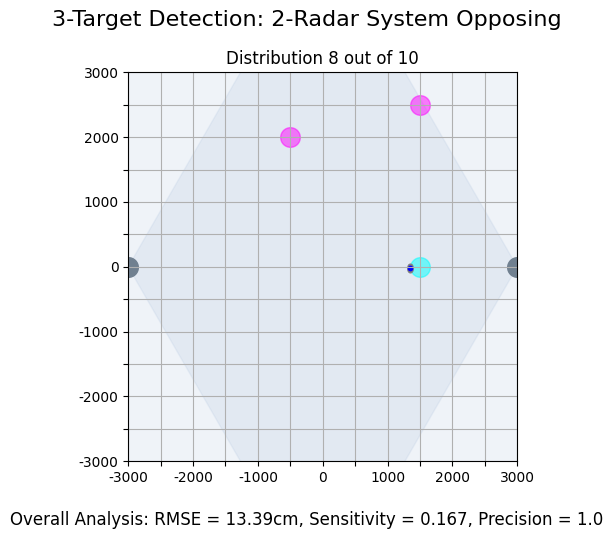 3-Target Detection: 2-Radar System Opposing
Distribution 8 out of 10
3000
2000
1000
0
-1000
-2000
-3000
-3000 -2000 -1000 0 1000 2000 3000
Overall Analysis: RMSE = 13.39cm, Sensitivity = 0.167, Precision = 1.0